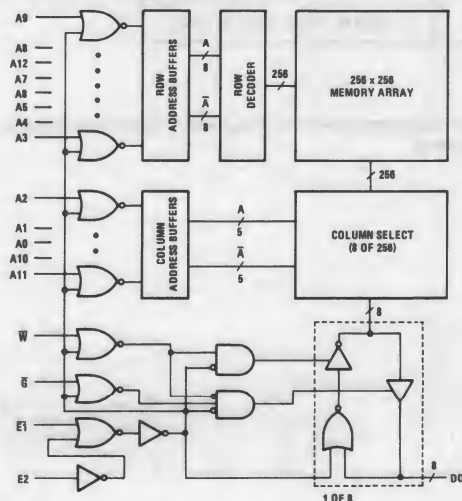 A9
A8
A12
A7
A8
A5
A4
A3
ROW
ADDRESS BUFFERS
A
8
A̅
8
ROW
DECODER
256
256 x 256
MEMORY ARRAY
256
A2
A1
A0
A10
A11
COLUMN
ADDRESS BUFFERS
A
5
A̅
5
COLUMN SELECT
(8 OF 256)
8
W̅
G̅
E̅1̅
E2
8
DQ
1 OF 8